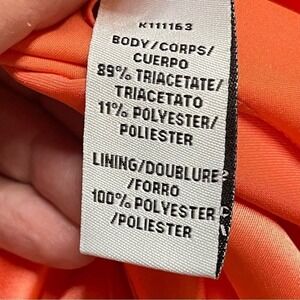 K111163
BODY/CORPS/
CUERPO
89% TRIACETATE/
TRIACETATO
11% POLYESTER/
POLIESTER
LINING/DOUBLURE
/FORRO
100% POLYESTER
/POLIESTER